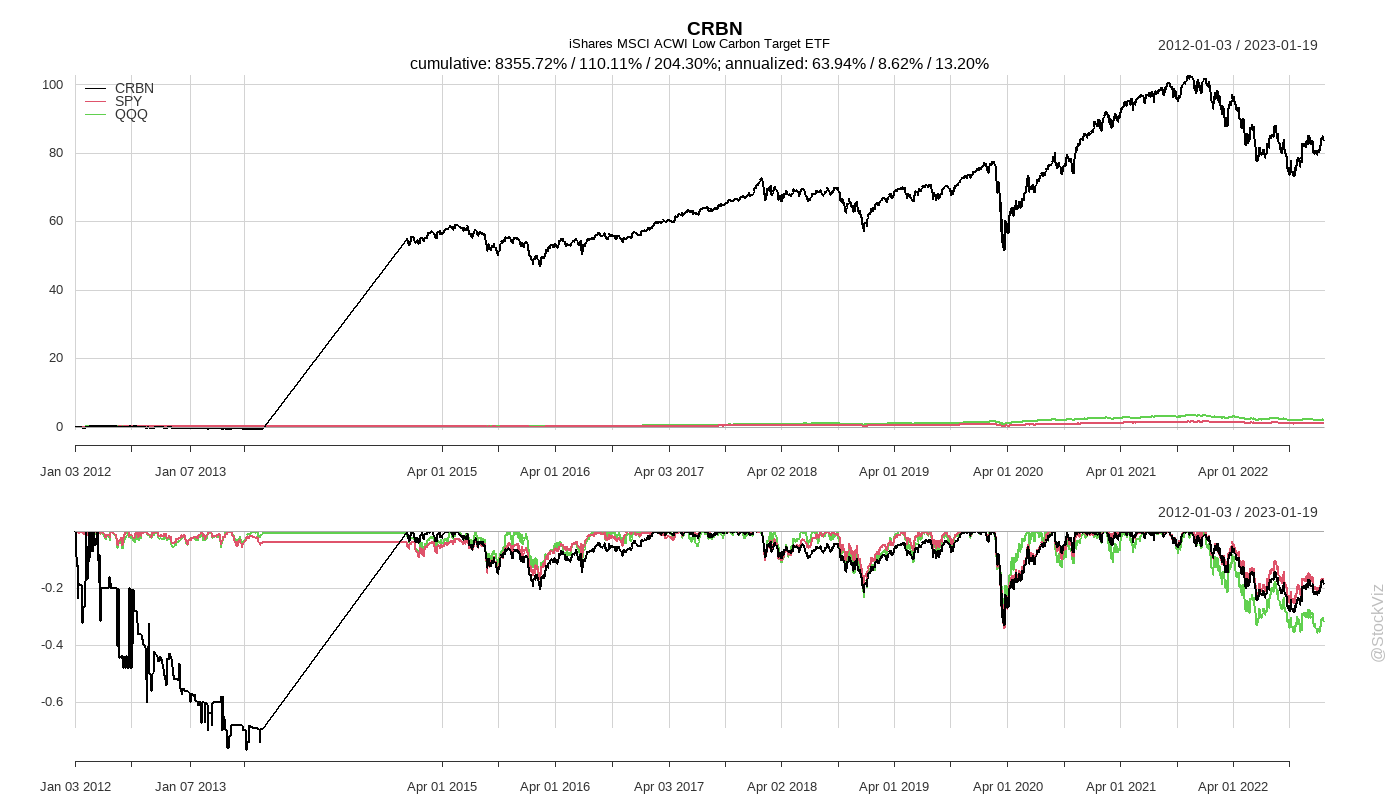 CRBN
iShares MSCI ACWI Low Carbon Target ETF
2012-01-03 / 2023-01-19
cumulative: 8355.72% / 110.11% / 204.30%; annualized: 63.94% / 8.62% / 13.20%
CRBN
SPY
QQQ
100
80
60
40
20
0
Jan 03 2012 Jan 07 2013 Apr 01 2015 Apr 01 2016 Apr 03 2017 Apr 02 2018 Apr 01 2019 Apr 01 2020 Apr 01 2021 Apr 01 2022
2012-01-03 / 2023-01-19
-0.2
-0.4
-0.6
Jan 03 2012 Jan 07 2013 Apr 01 2015 Apr 01 2016 Apr 03 2017 Apr 02 2018 Apr 01 2019 Apr 01 2020 Apr 01 2021 Apr 01 2022
@StockViz